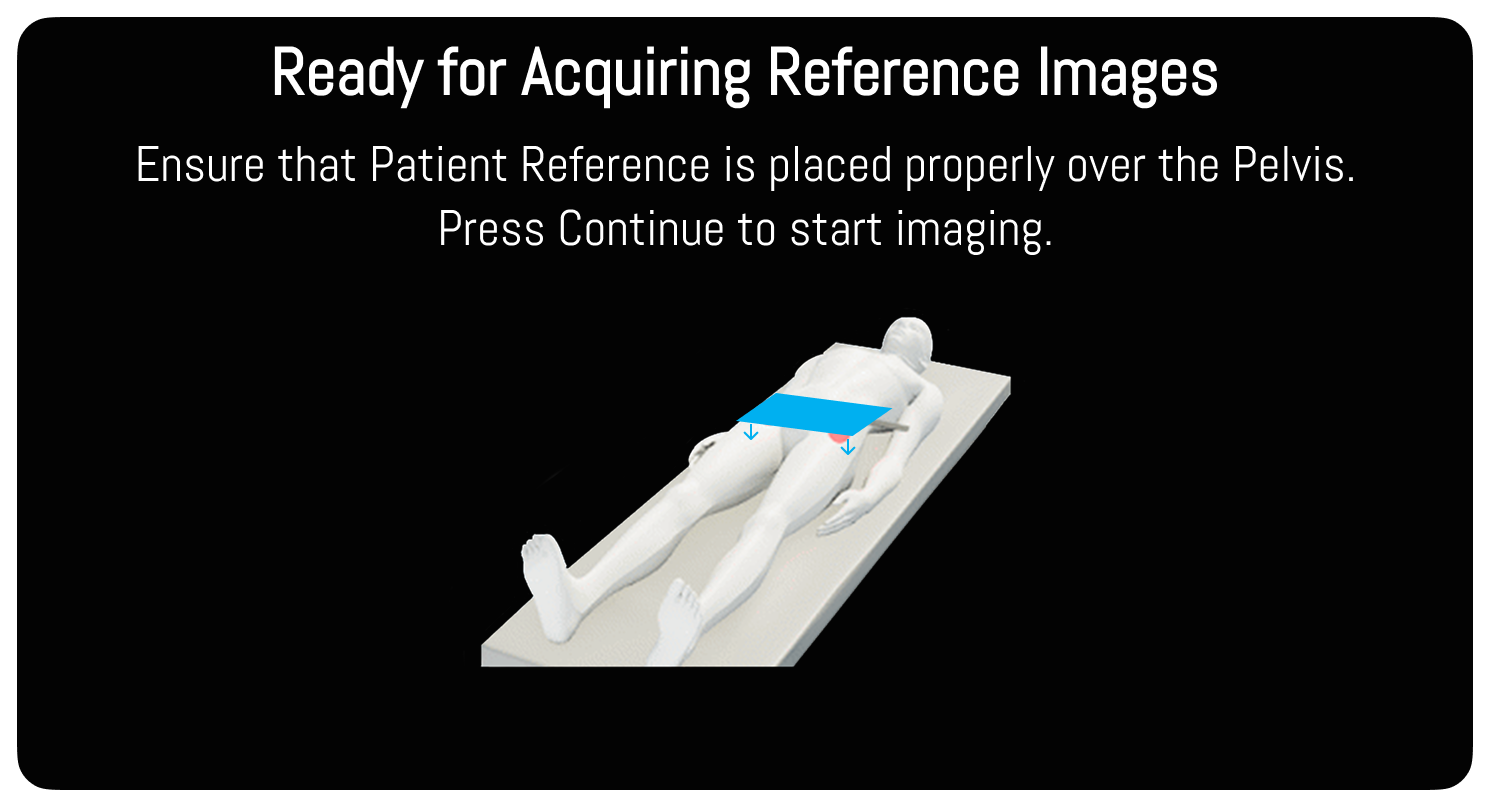 Ready for Acquiring Reference Images
Ensure that Patient Reference is placed properly over the Pelvis.
Press Continue to start imaging.